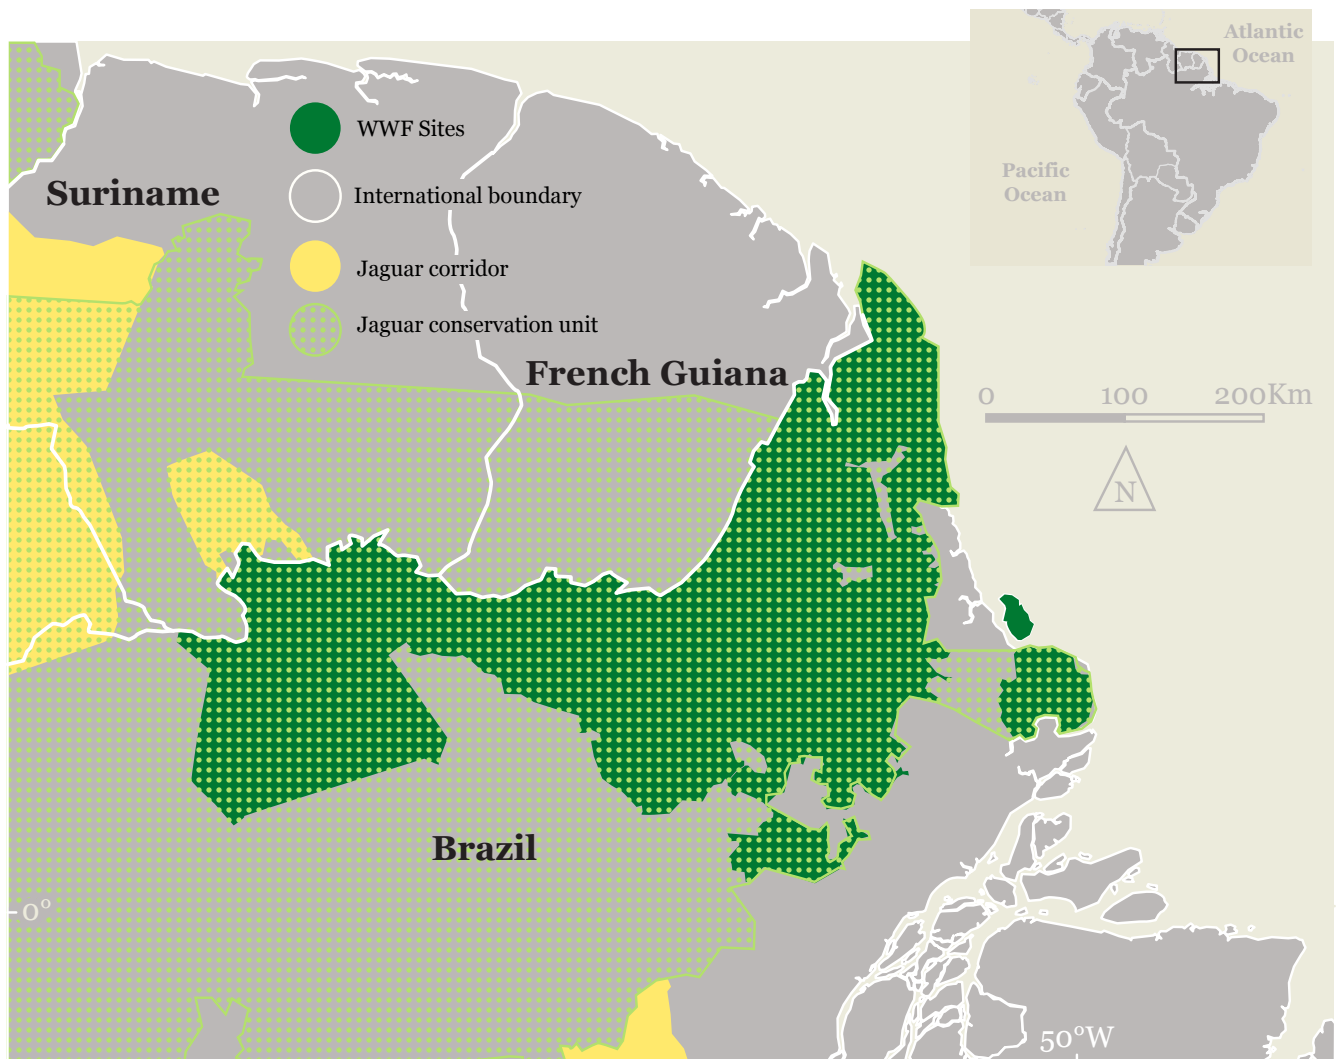 Atlantic
Ocean
Pacific
Ocean
WWF Sites
Suriname
International boundary
Jaguar corridor
Jaguar conservation unit
French Guiana
0 100 200Km
N
Brazil
0°
50°W